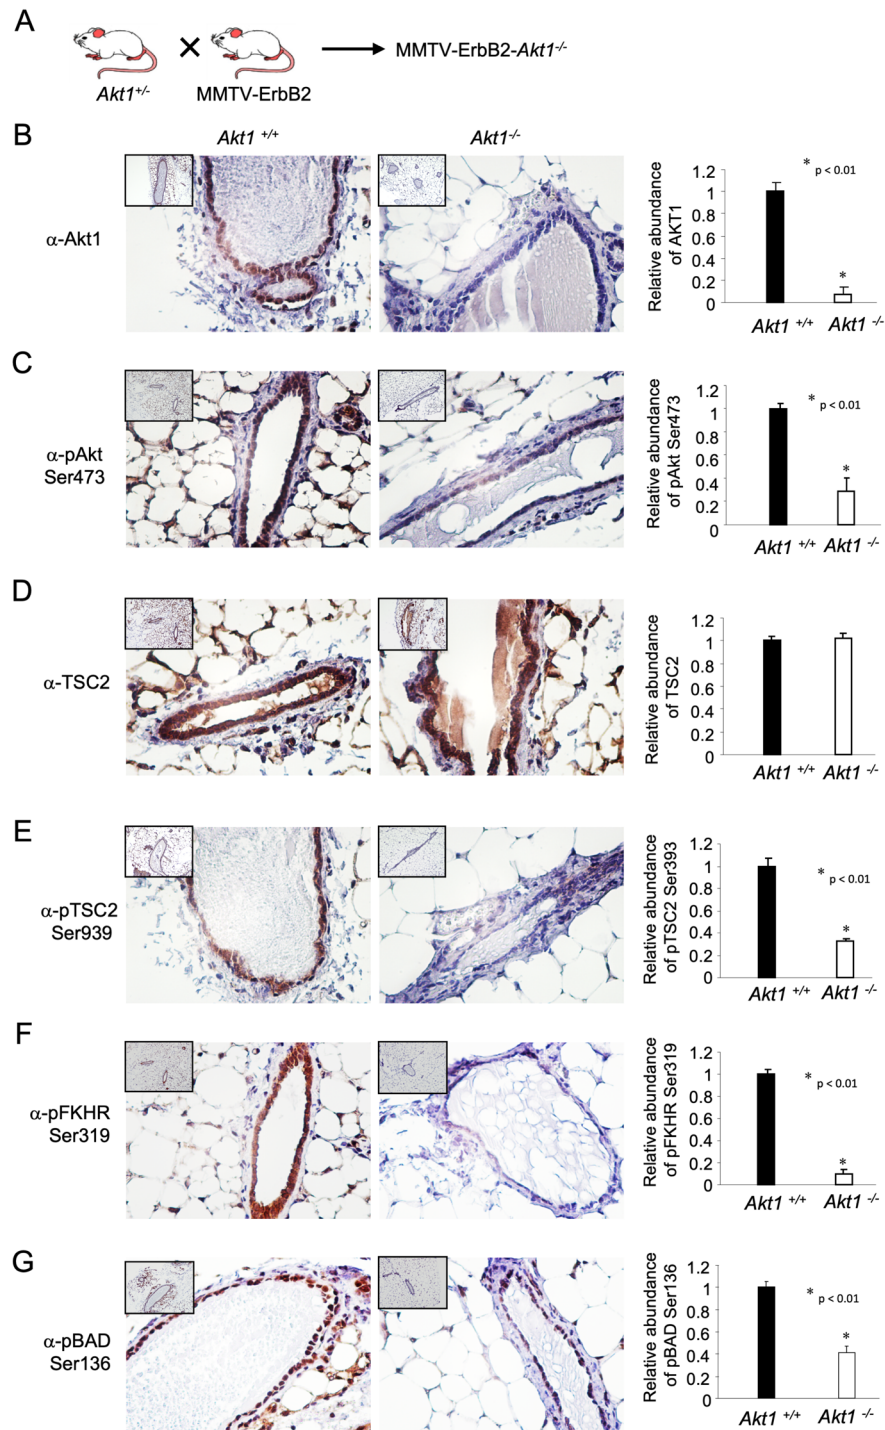 A
Akt1+/-
MMTV-ErbB2
MMTV-ErbB2-Akt1-/-
Akt1 +/+
Akt1-/-
B
α-Akt1
Relative abundance
of AKT1
1.2
1
0.8
0.6
0.4
0.2
0
* p < 0.01
*
Akt1 +/+
Akt1 -/-
C
α-pAkt
Ser473
Relative abundance
of pAkt Ser473
1.2
1
0.8
0.6
0.4
0.2
0
* p < 0.01
*
Akt1 +/+
Akt1 -/-
D
α-TSC2
Relative abundance
of TSC2
1.2
1
0.8
0.6
0.4
0.2
0
Akt1 +/+
Akt1 -/-
E
α-pTSC2
Ser939
Relative abundance
of pTSC2 Ser393
1.2
1
0.8
0.6
0.4
0.2
0
* p < 0.01
*
Akt1 +/+
Akt1 -/-
F
α-pFKHR
Ser319
Relative abundance
of pFKHR Ser319
1.2
1
0.8
0.6
0.4
0.2
0
* p < 0.01
*
Akt1 +/+
Akt1 -/-
G
α-pBAD
Ser136
Relative abundance
of pBAD Ser136
1.2
1
0.8
0.6
0.4
0.2
0
* p < 0.01
*
Akt1 +/+
Akt1 -/-